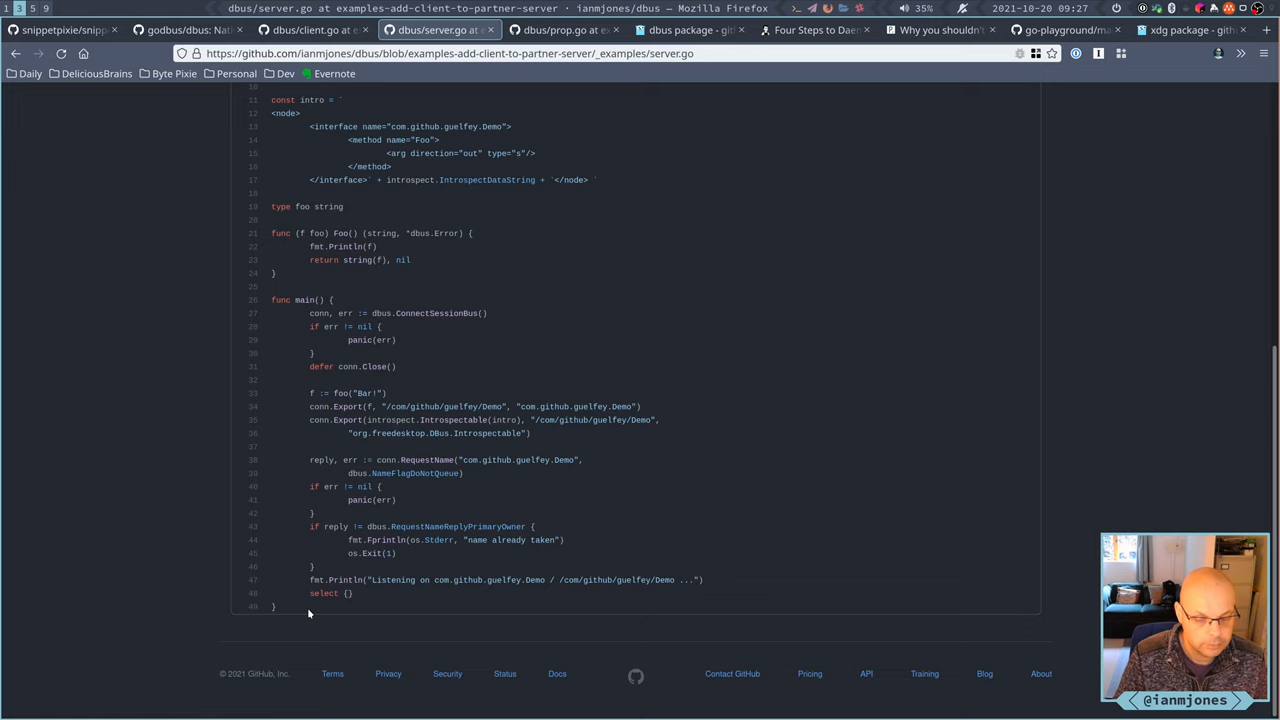 1 3 5 9
dbus/server.go at examples-add-client-to-partner-server · ianmjones/dbus — Mozilla Firefox
35%
2021-10-20 09:27
snippetpixie/snippe
godbus/dbus: Nati
dbus/client.go at e
dbus/server.go at e
dbus/prop.go at ex
dbus package - gi
Four Steps to Daem
Why you shouldn't
go-playground/ma
xdg package - gith
https://github.com/ianmjones/dbus/blob/examples-add-client-to-partner-server/_examples/server.go
Daily
DeliciousBrains
Byte Pixie
Personal
Dev
Evernote
10
11 const intro = `
12 <node>
13 <interface name="com.github.guelfey.Demo">
14 <method name="Foo">
15 <arg direction="out" type="s"/>
16 </method>
17 </interface>` + introspect.IntrospectDataString + `</node> `
18
19 type foo string
20
21 func (f foo) Foo() (string, *dbus.Error) {
22 fmt.Println(f)
23 return string(f), nil
24 }
25
26 func main() {
27 conn, err := dbus.ConnectSessionBus()
28 if err != nil {
29 panic(err)
30 }
31 defer conn.Close()
32
33 f := foo("Bar!")
34 conn.Export(f, "/com/github/guelfey/Demo", "com.github.guelfey.Demo")
35 conn.Export(introspect.Introspectable(intro), "/com/github/guelfey/Demo",
36 "org.freedesktop.DBus.Introspectable")
37
38 reply, err := conn.RequestName("com.github.guelfey.Demo",
39 dbus.NameFlagDoNotQueue)
40 if err != nil {
41 panic(err)
42 }
43 if reply != dbus.RequestNameReplyPrimaryOwner {
44 fmt.Fprintln(os.Stderr, "name already taken")
45 os.Exit(1)
46 }
47 fmt.Println("Listening on com.github.guelfey.Demo / /com/github/guelfey/Demo ...")
48 select {}
49 }
© 2021 GitHub, Inc.
Terms
Privacy
Security
Status
Docs
Contact GitHub
Pricing
API
Training
Blog
About
@ianmjones